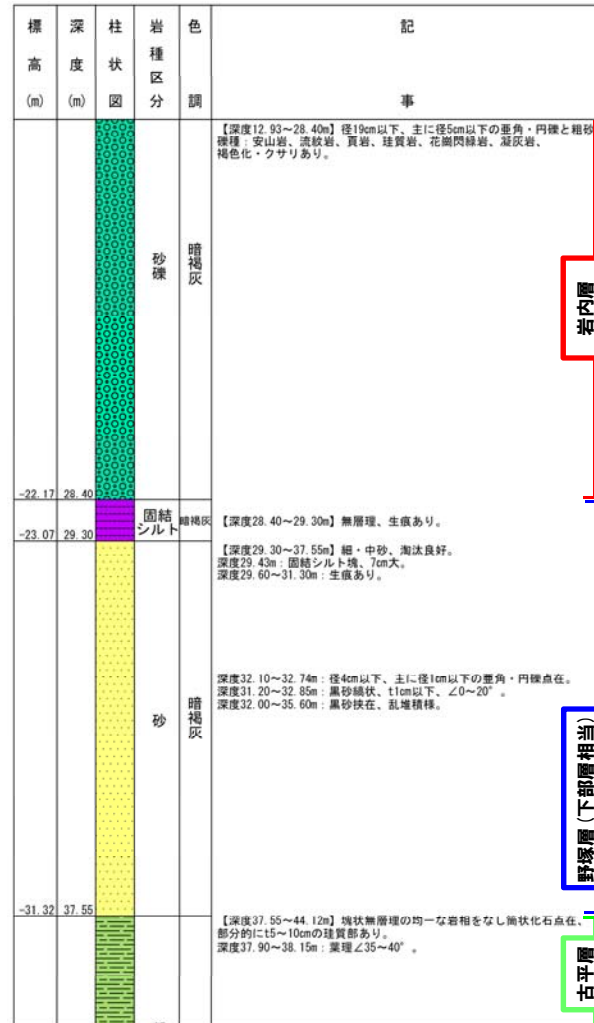 標高(m)
深度(m)
柱状図
岩種区分
色調
記事
【深度12.93～28.40m】径19cm以下、主に径5cm以下の亜角・円礫と粗砂
礫種：安山岩、流紋岩、頁岩、珪質岩、花崗閃緑岩、凝灰岩、
褐色化・クサリあり。
砂礫
暗褐灰
岩内層
-22.17
28.40
固結
シルト
暗褐灰
【深度28.40～29.30m】無層理、生痕あり。
-23.07
29.30
【深度29.30～37.55m】細・中砂、淘汰良好。
深度29.43m：固結シルト塊、7cm大。
深度29.60～31.30m：生痕あり。
深度32.10～32.74m：径4cm以下、主に径1cm以下の亜角・円礫点在。
深度31.20～32.85m：黒砂縞状、t1cm以下、∠0～20°。
深度32.00～35.60m：黒砂挟在、乱堆積様。
砂
暗褐灰
野塚層(下部層相当)
-31.32
37.55
【深度37.55～44.12m】塊状無層理の均一な岩相をなし筒状化石点在、
部分的にt5～10cmの珪質部あり。
深度37.90～38.15m：葉理∠35～40°。
古平層